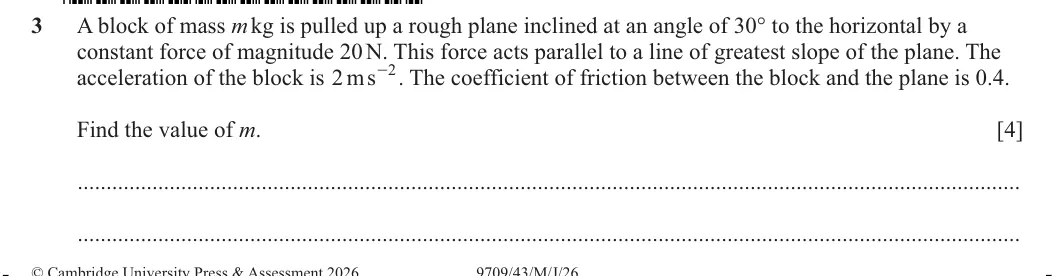 3 A block of mass m kg is pulled up a rough plane inclined at an angle of 30° to the horizontal by a
constant force of magnitude 20 N. This force acts parallel to a line of greatest slope of the plane. The
acceleration of the block is 2 m s⁻². The coefficient of friction between the block and the plane is 0.4.
Find the value of m. [4]
© Cambridge University Press & Assessment 2026 9709/43/M/J/26